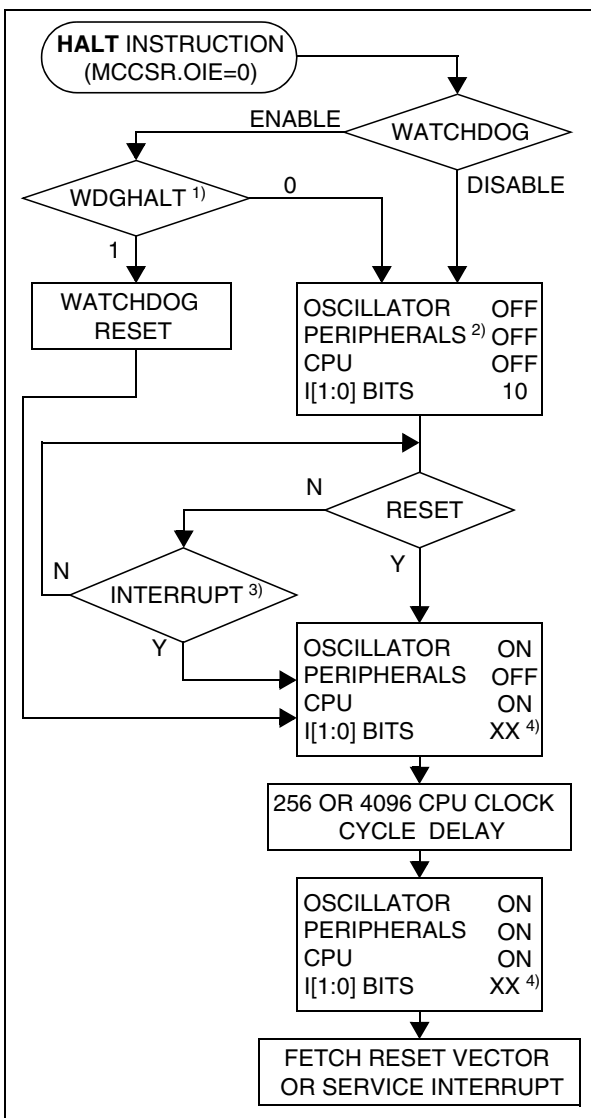 HALT INSTRUCTION
(MCCSR.OIE=0)
ENABLE
WATCHDOG
WDGHALT 1)
0
DISABLE
1
WATCHDOG
RESET
OSCILLATOR OFF
PERIPHERALS 2) OFF
CPU OFF
I[1:0] BITS 10
N
RESET
Y
N
INTERRUPT 3)
Y
OSCILLATOR ON
PERIPHERALS OFF
CPU ON
I[1:0] BITS XX 4)
256 OR 4096 CPU CLOCK
CYCLE DELAY
OSCILLATOR ON
PERIPHERALS ON
CPU ON
I[1:0] BITS XX 4)
FETCH RESET VECTOR
OR SERVICE INTERRUPT